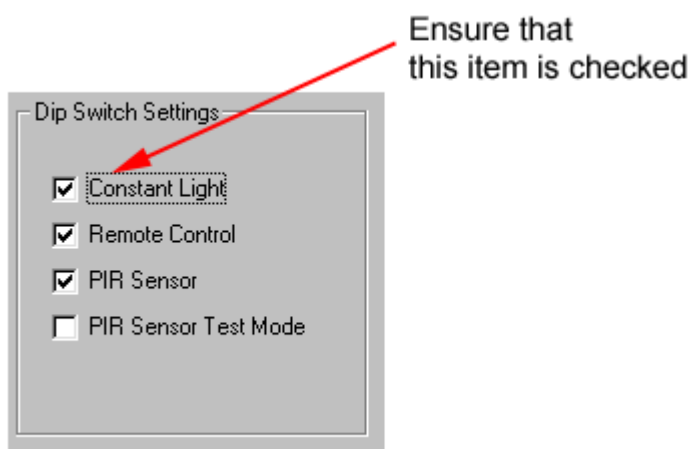 Ensure that
this item is checked
Dip Switch Settings
Constant Light
Remote Control
PIR Sensor
PIR Sensor Test Mode